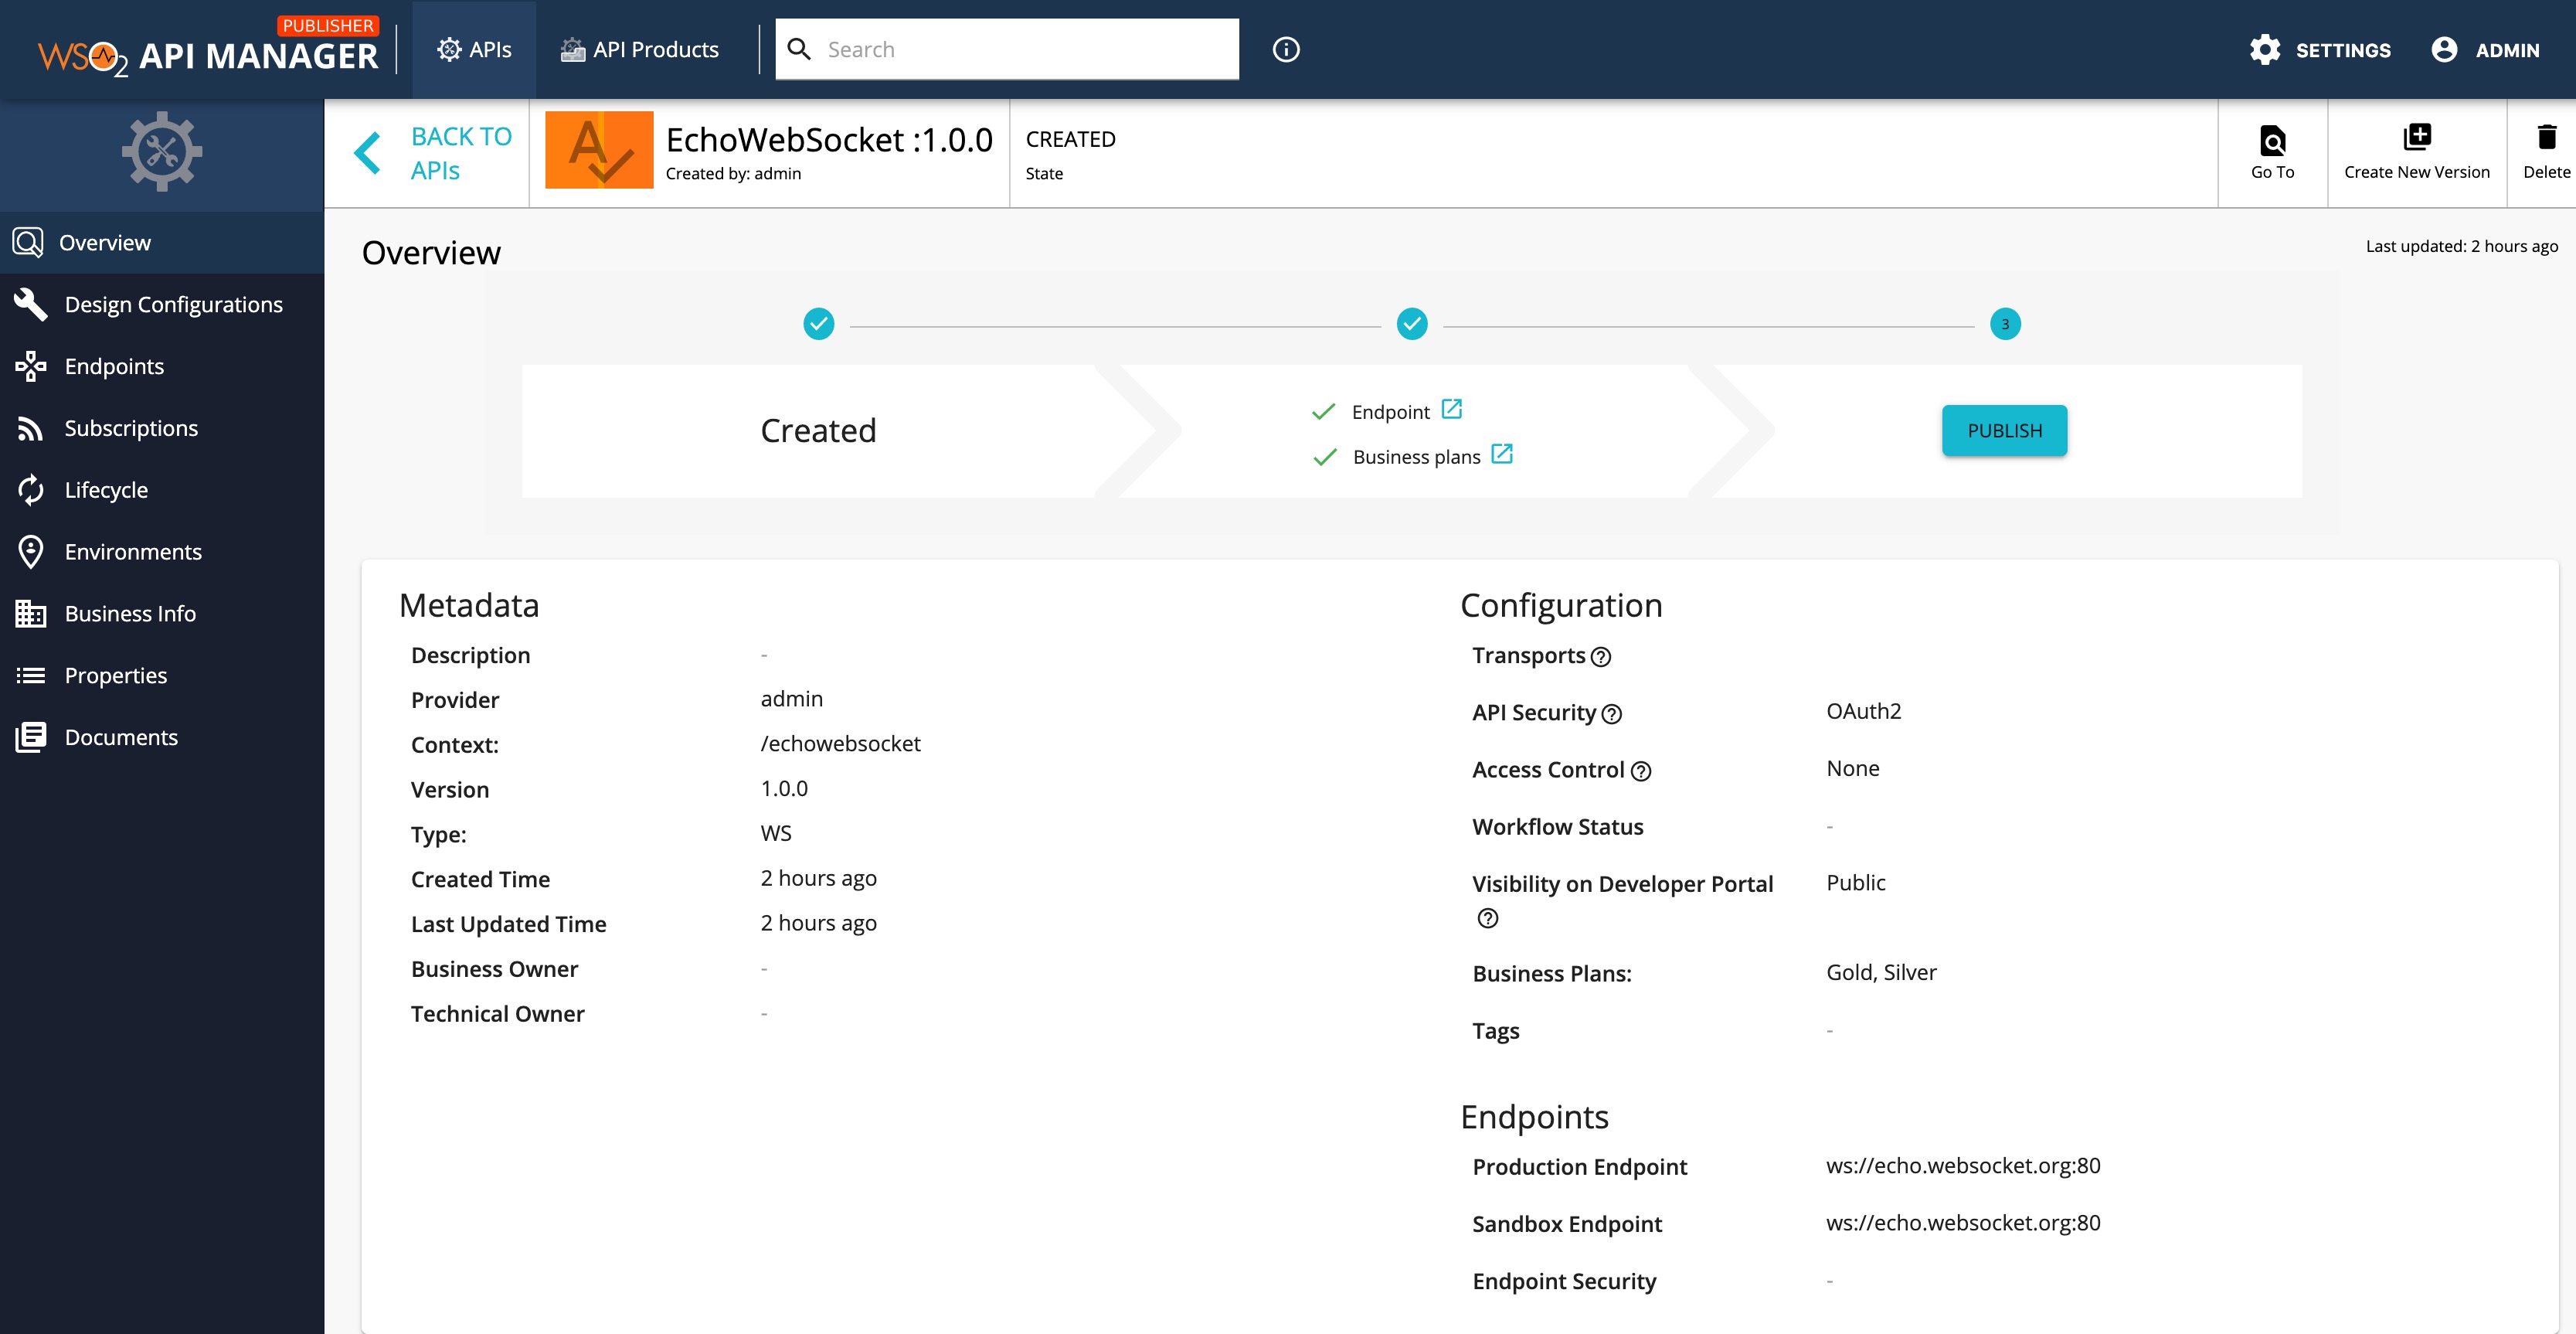 PUBLISHER
WSO2 API MANAGER
APIs
API Products
Search
SETTINGS
ADMIN
BACK TO APIs
A
EchoWebSocket :1.0.0
Created by: admin
CREATED
State
Go To
Create New Version
Delete
Overview
Design Configurations
Endpoints
Subscriptions
Lifecycle
Environments
Business Info
Properties
Documents
Overview
Last updated: 2 hours ago
3
Created
Endpoint
Business plans
PUBLISH
Metadata
Description -
Provider admin
Context: /echowebsocket
Version 1.0.0
Type: WS
Created Time 2 hours ago
Last Updated Time 2 hours ago
Business Owner -
Technical Owner -
Configuration
Transports
API Security OAuth2
Access Control None
Workflow Status -
Visibility on Developer Portal Public
Business Plans: Gold, Silver
Tags -
Endpoints
Production Endpoint ws://echo.websocket.org:80
Sandbox Endpoint ws://echo.websocket.org:80
Endpoint Security -